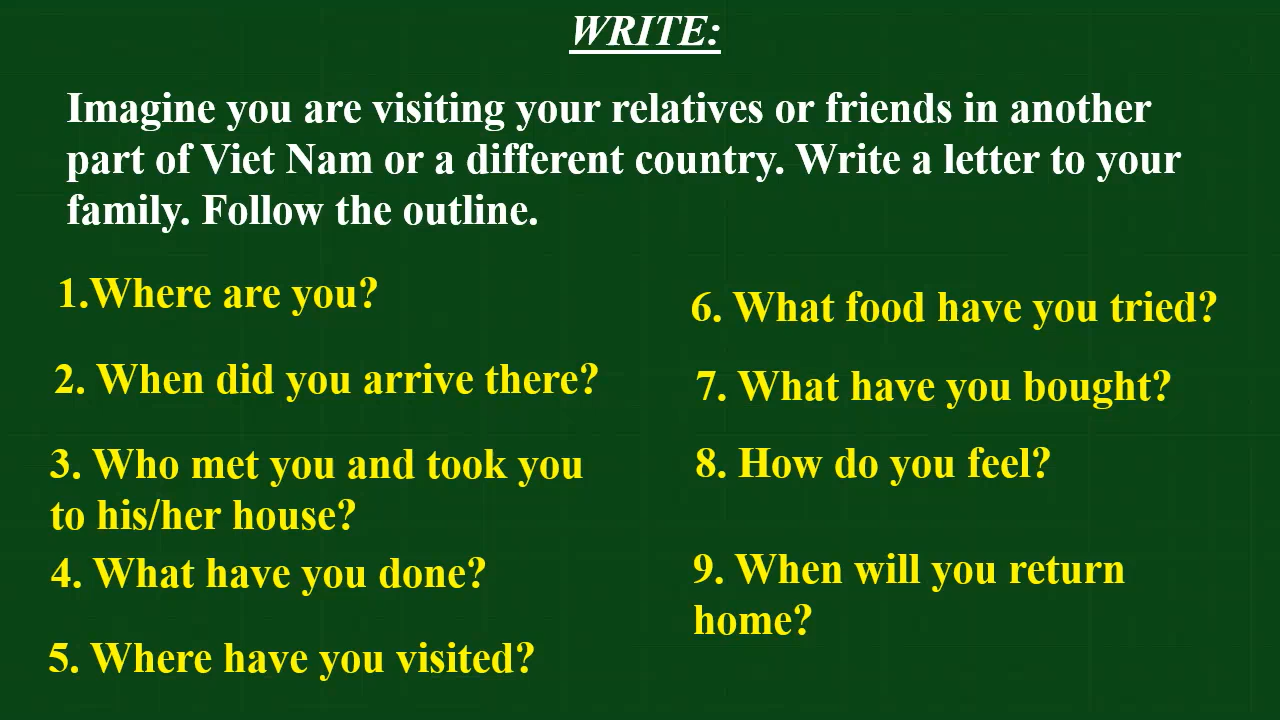 WRITE:
Imagine you are visiting your relatives or friends in another
part of Viet Nam or a different country. Write a letter to your
family. Follow the outline.
1.Where are you?
2. When did you arrive there?
3. Who met you and took you
to his/her house?
4. What have you done?
5. Where have you visited?
6. What food have you tried?
7. What have you bought?
8. How do you feel?
9. When will you return
home?